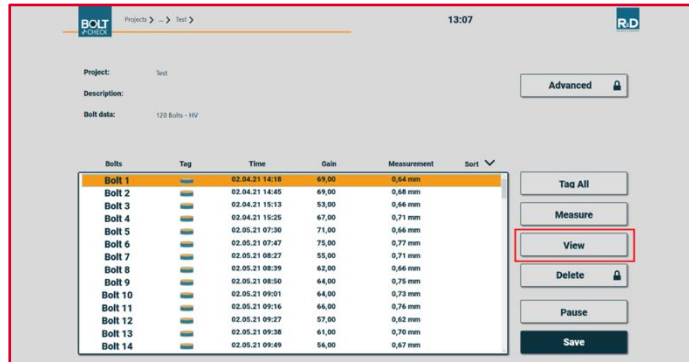 BOLT
CHECK
Projects > ... > Test >
13:07
R&D
Project: Test
Description:
Bolt data: 120 Bolts - HV
Advanced
Bolts Tag Time Gain Measurement Sort
Bolt 1 02.04.21 14:18 69,00 0,64 mm
Bolt 2 02.04.21 14:45 69,00 0,68 mm
Bolt 3 02.04.21 15:13 53,00 0,66 mm
Bolt 4 02.04.21 15:25 67,00 0,71 mm
Bolt 5 02.05.21 07:30 71,00 0,66 mm
Bolt 6 02.05.21 07:47 75,00 0,77 mm
Bolt 7 02.05.21 08:27 55,00 0,71 mm
Bolt 8 02.05.21 08:39 62,00 0,66 mm
Bolt 9 02.05.21 08:50 64,00 0,75 mm
Bolt 10 02.05.21 09:01 64,00 0,73 mm
Bolt 11 02.05.21 09:16 66,00 0,76 mm
Bolt 12 02.05.21 09:27 57,00 0,62 mm
Bolt 13 02.05.21 09:38 61,00 0,70 mm
Bolt 14 02.05.21 09:49 56,00 0,67 mm
Tag All
Measure
View
Delete
Pause
Save